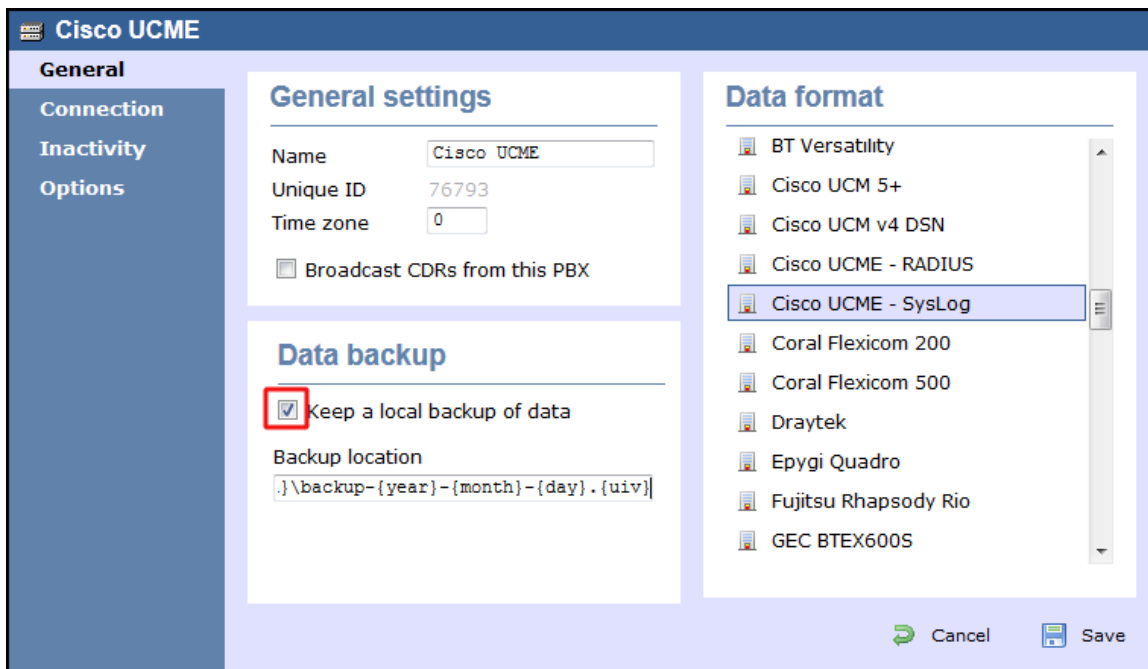 Cisco UCME
General
Connection
Inactivity
Options
General settings
Name Cisco UCME
Unique ID 76793
Time zone 0
Broadcast CDRs from this PBX
Data backup
Keep a local backup of data
Backup location
.}\backup-{year}-{month}-{day}.{uiv}
Data format
BT Versatility
Cisco UCM 5+
Cisco UCM v4 DSN
Cisco UCME - RADIUS
Cisco UCME - SysLog
Coral Flexicom 200
Coral Flexicom 500
Draytek
Epygi Quadro
Fujitsu Rhapsody Rio
GEC BTEX600S
Cancel Save